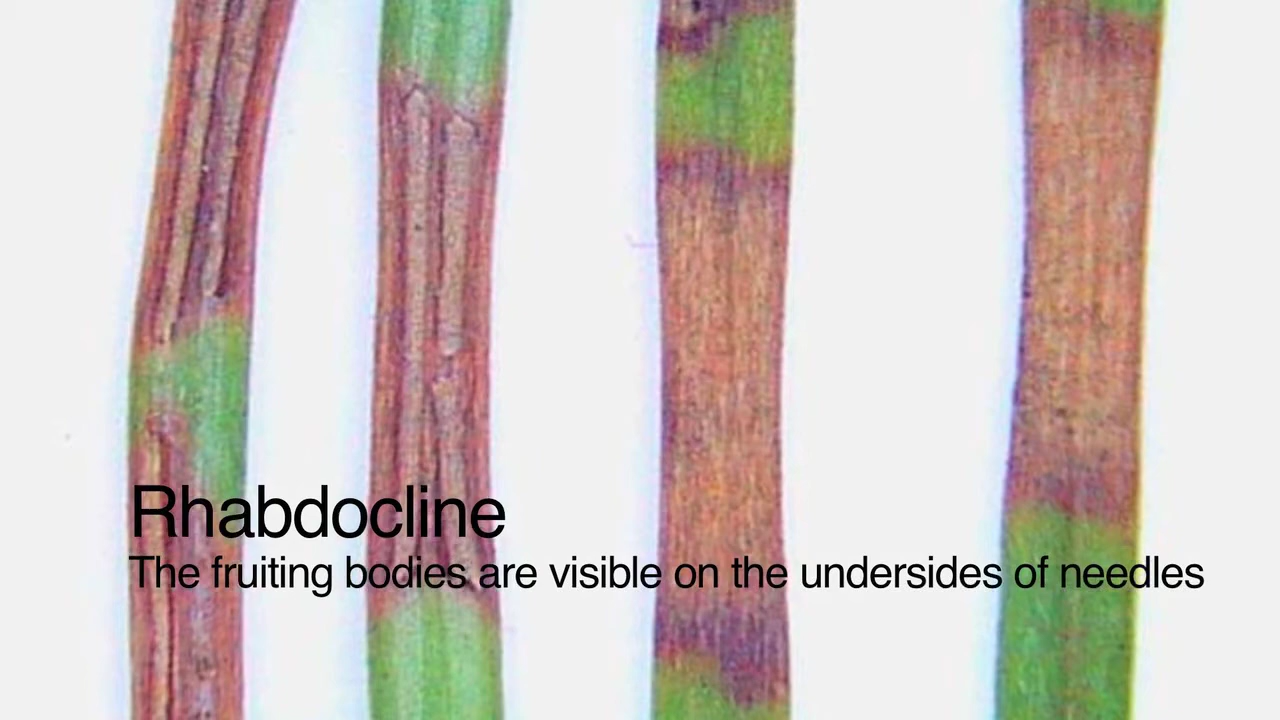 Rhabdocline
The fruiting bodies are visible on the undersides of needles